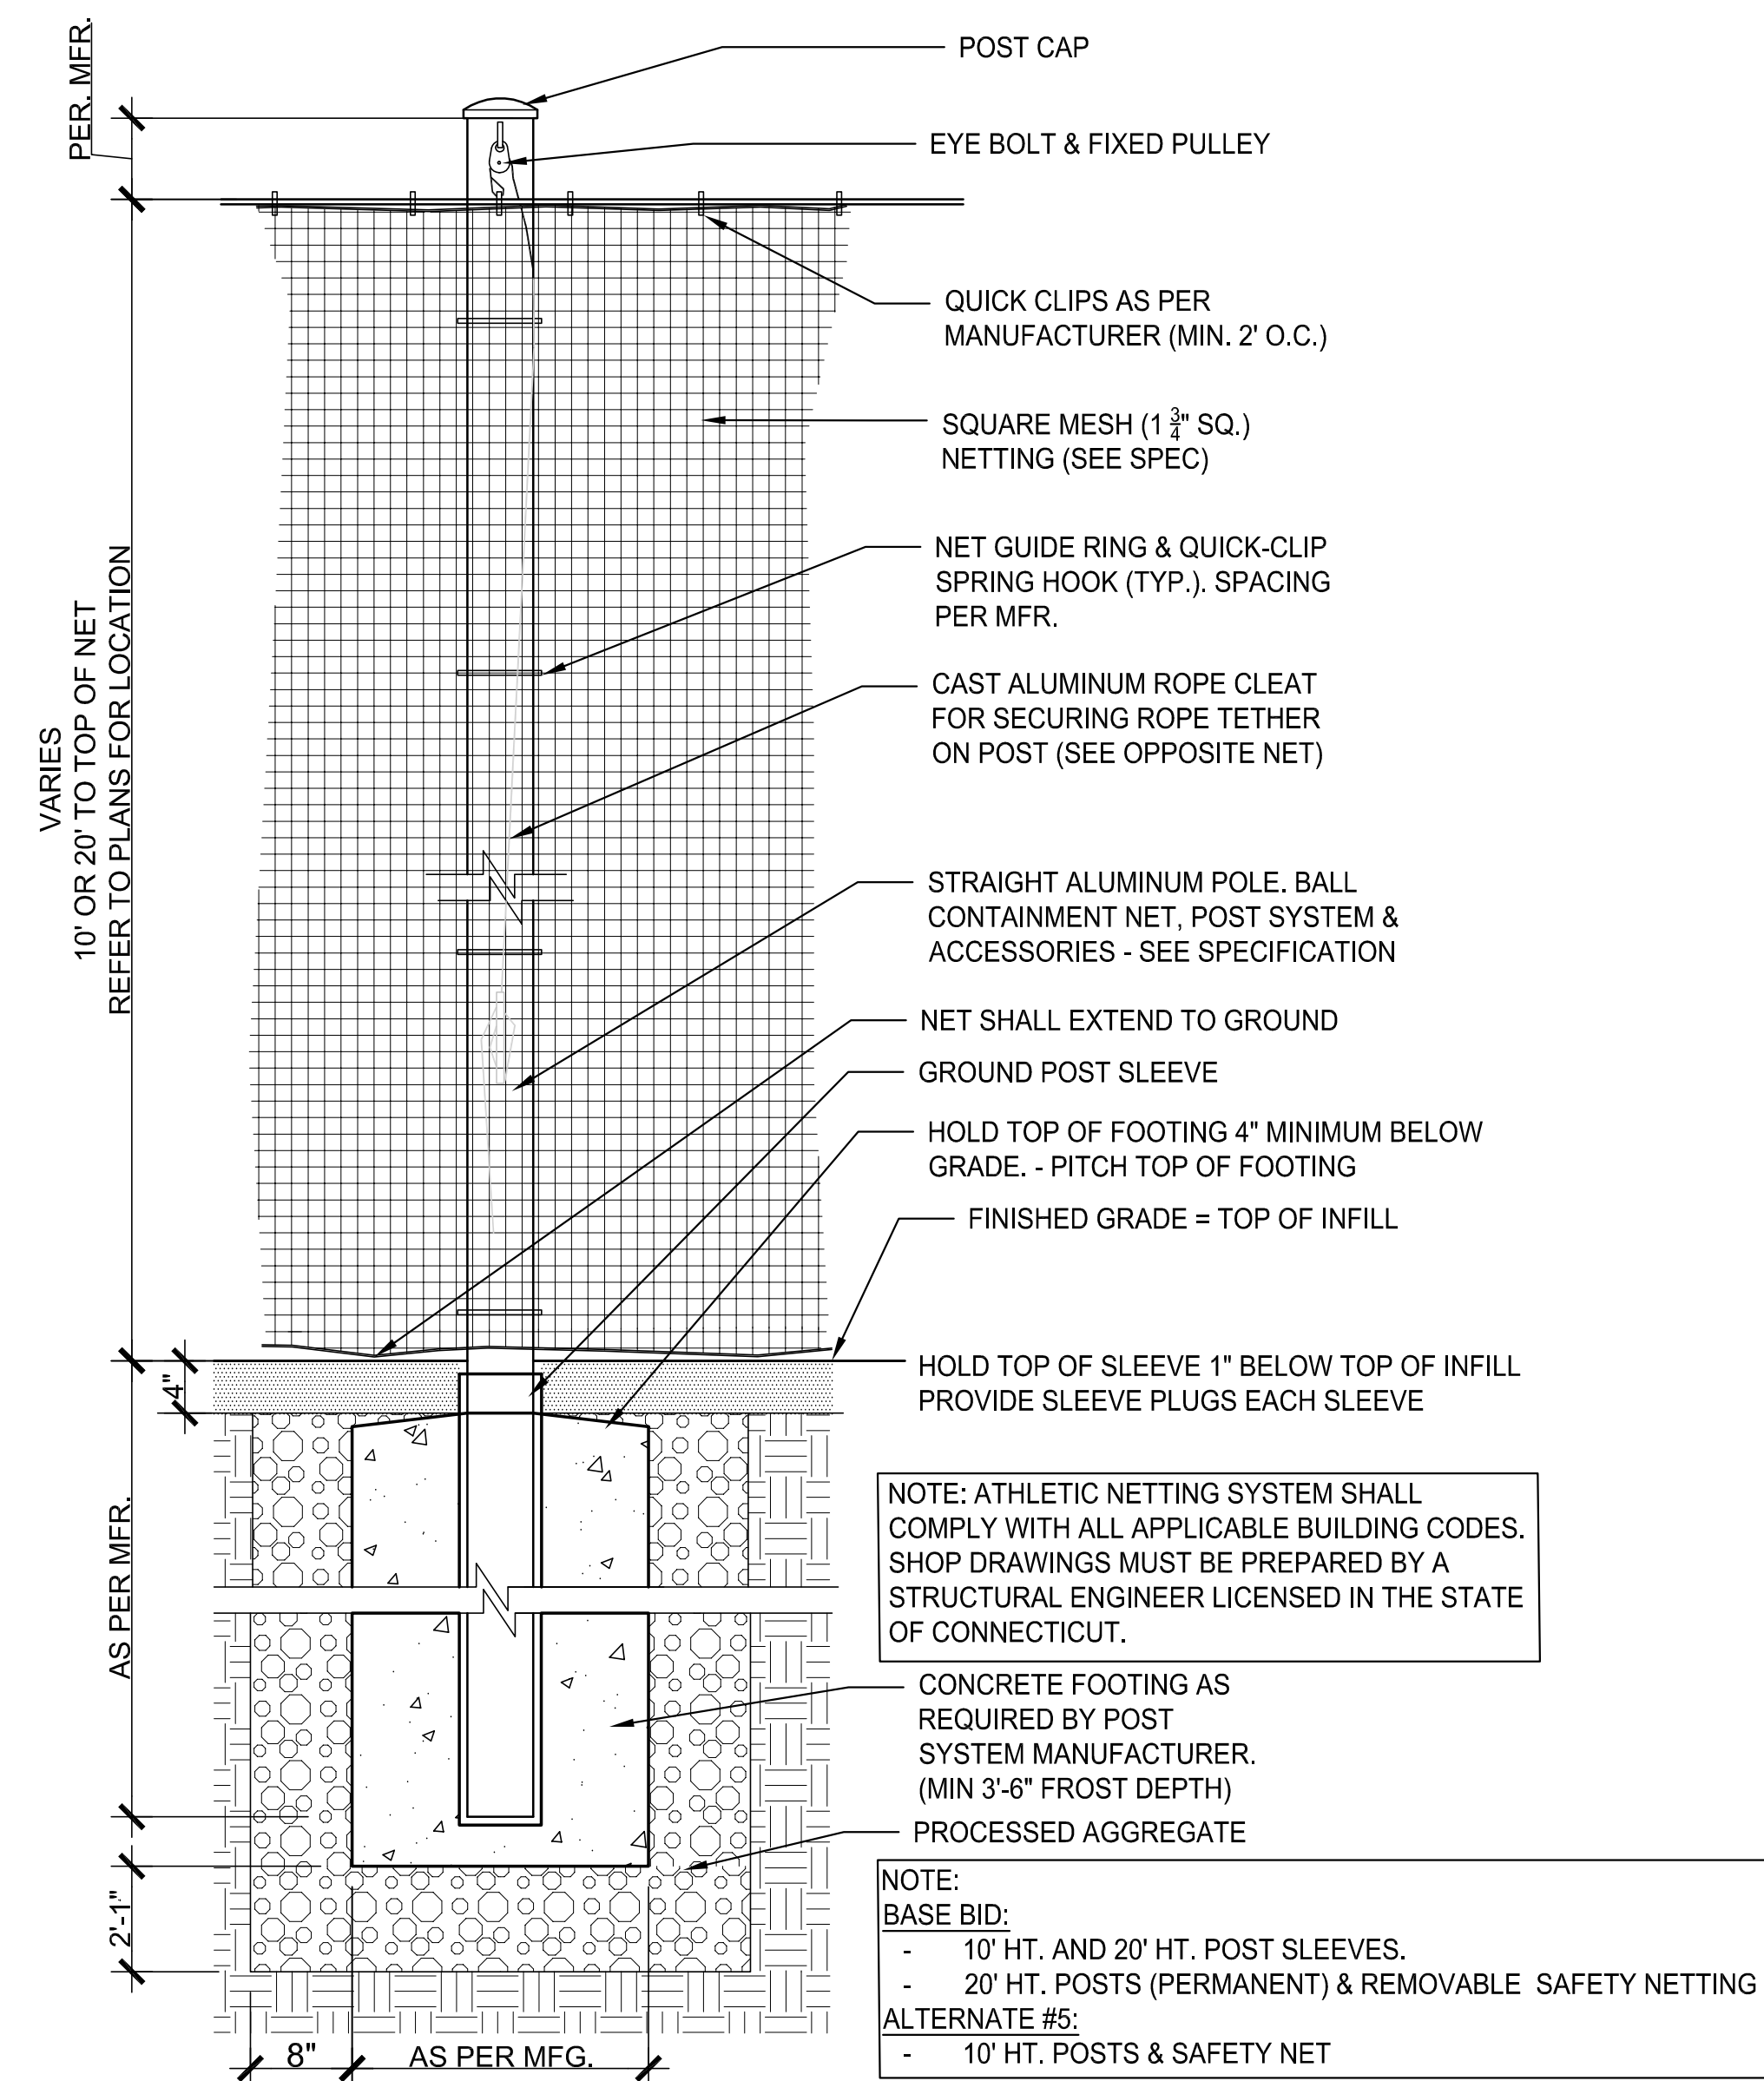 PER. MFR.
POST CAP
EYE BOLT & FIXED PULLEY
QUICK CLIPS AS PER
MANUFACTURER (MIN. 2' O.C.)
SQUARE MESH (1 3/4" SQ.)
NETTING (SEE SPEC)
NET GUIDE RING & QUICK-CLIP
SPRING HOOK (TYP.). SPACING
PER MFR.
CAST ALUMINUM ROPE CLEAT
FOR SECURING ROPE TETHER
ON POST (SEE OPPOSITE NET)
VARIES
10' OR 20' TO TOP OF NET
REFER TO PLANS FOR LOCATION
STRAIGHT ALUMINUM POLE. BALL
CONTAINMENT NET, POST SYSTEM &
ACCESSORIES - SEE SPECIFICATION
NET SHALL EXTEND TO GROUND
GROUND POST SLEEVE
HOLD TOP OF FOOTING 4" MINIMUM BELOW
GRADE. - PITCH TOP OF FOOTING
FINISHED GRADE = TOP OF INFILL
HOLD TOP OF SLEEVE 1" BELOW TOP OF INFILL
PROVIDE SLEEVE PLUGS EACH SLEEVE
4"
NOTE: ATHLETIC NETTING SYSTEM SHALL
COMPLY WITH ALL APPLICABLE BUILDING CODES.
SHOP DRAWINGS MUST BE PREPARED BY A
STRUCTURAL ENGINEER LICENSED IN THE STATE
OF CONNECTICUT.
AS PER MFR.
CONCRETE FOOTING AS
REQUIRED BY POST
SYSTEM MANUFACTURER.
(MIN 3'-6" FROST DEPTH)
PROCESSED AGGREGATE
2'-1"
NOTE:
BASE BID:
- 10' HT. AND 20' HT. POST SLEEVES.
- 20' HT. POSTS (PERMANENT) & REMOVABLE SAFETY NETTING
ALTERNATE #5:
- 10' HT. POSTS & SAFETY NET
8"
AS PER MFG.